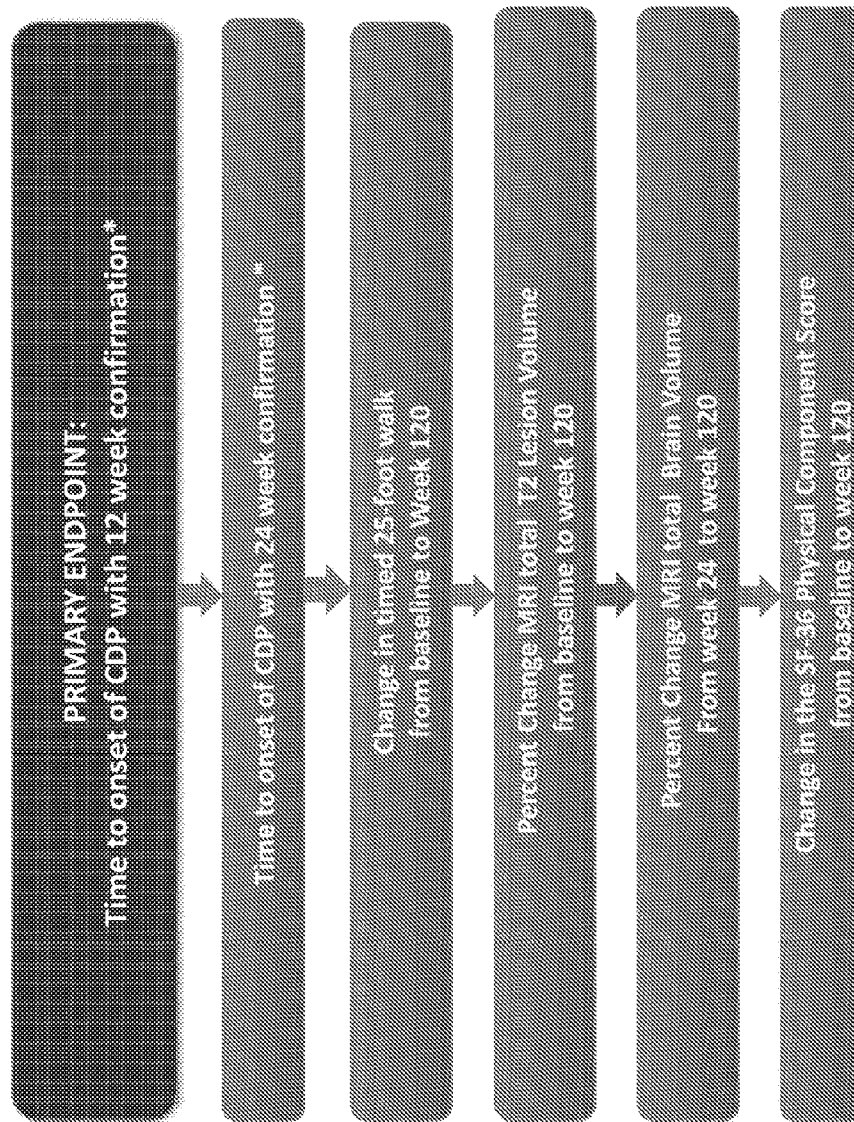 PRIMARY ENDPOINT:
Time to onset of CDP with 12 week confirmation*
Time to onset of CDP with 24 week confirmation **
Change in timed 25-foot walk
from baseline to Week 120
Percent Change MRI total T2 Lesion Volume
from baseline to week 120
Percent Change MRI total Brain Volume
From week 24 to week 120
Change in the SF-36 Physical Component Score
from baseline to week 120